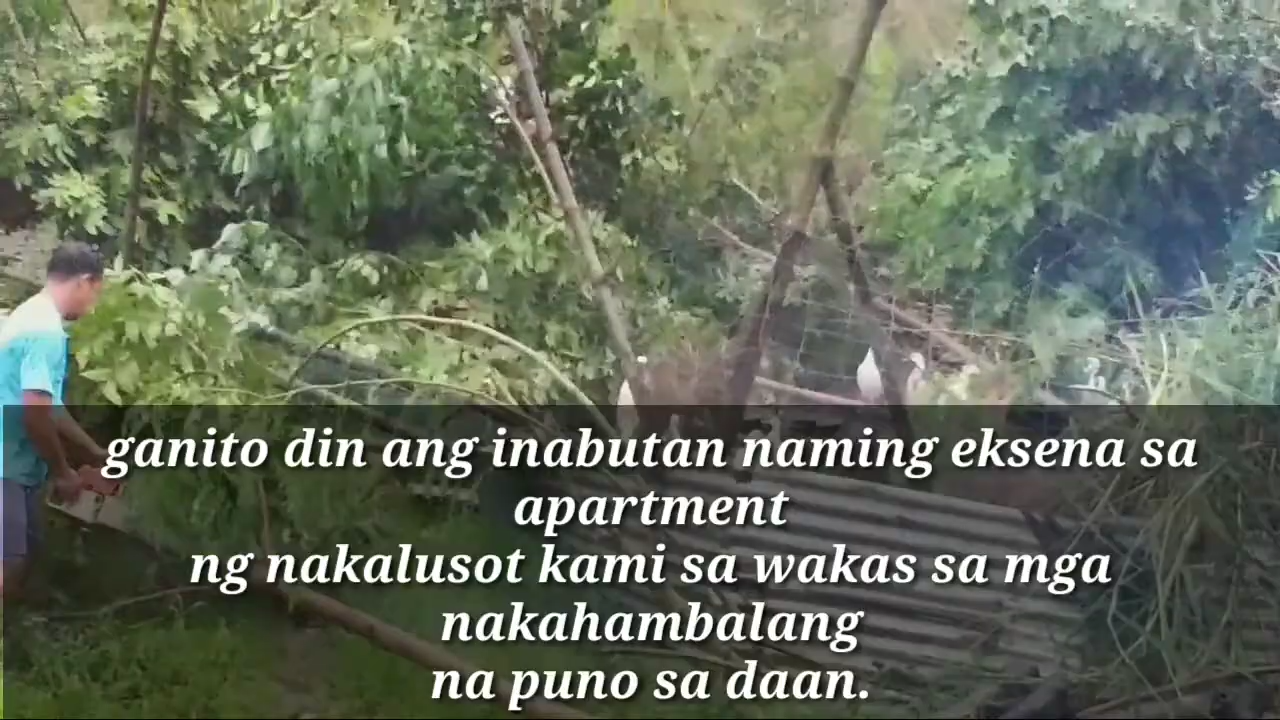 ganito din ang inabutan naming eksena sa
apartment
ng nakalusot kami sa wakas sa mga
nakahambalang
na puno sa daan.